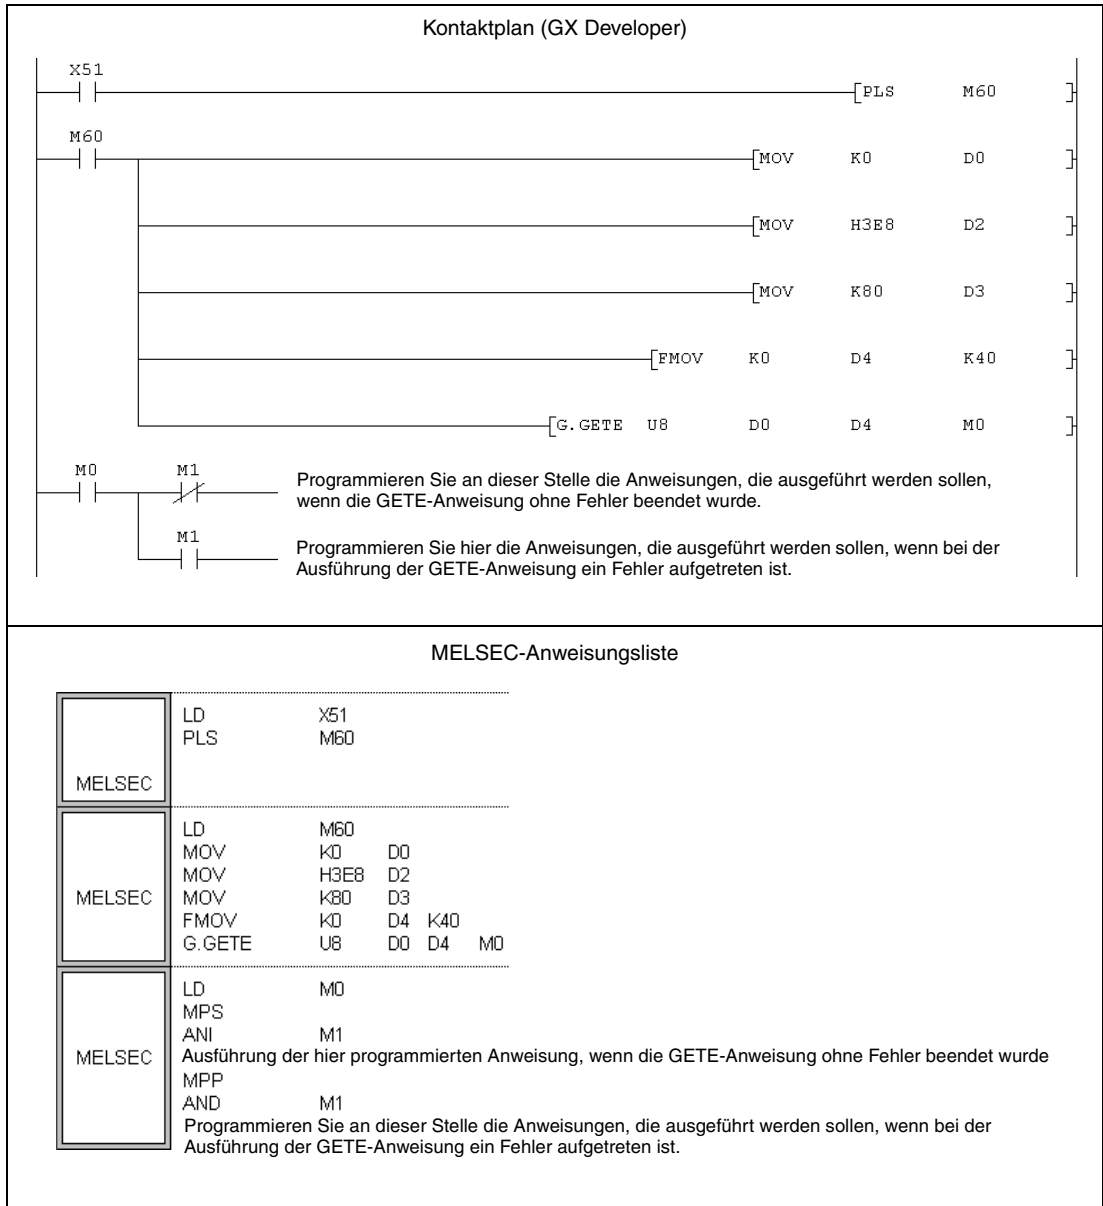 Kontaktplan (GX Developer)
X51
PLS M60
M60
MOV K0 D0
MOV H3E8 D2
MOV K80 D3
FMOV K0 D4 K40
G.GETE U8 D0 D4 M0
M0 M1
Programmieren Sie an dieser Stelle die Anweisungen, die ausgeführt werden sollen,
wenn die GETE-Anweisung ohne Fehler beendet wurde.
M1
Programmieren Sie hier die Anweisungen, die ausgeführt werden sollen, wenn bei der
Ausführung der GETE-Anweisung ein Fehler aufgetreten ist.
MELSEC-Anweisungsliste
LD X51
PLS M60
MELSEC
LD M60
MOV K0 D0
MOV H3E8 D2
MELSEC MOV K80 D3
FMOV K0 D4 K40
G.GETE U8 D0 D4 M0
LD M0
MPS
ANI M1
MELSEC Ausführung der hier programmierten Anweisung, wenn die GETE-Anweisung ohne Fehler beendet wurde
MPP
AND M1
Programmieren Sie an dieser Stelle die Anweisungen, die ausgeführt werden sollen, wenn bei der
Ausführung der GETE-Anweisung ein Fehler aufgetreten ist.